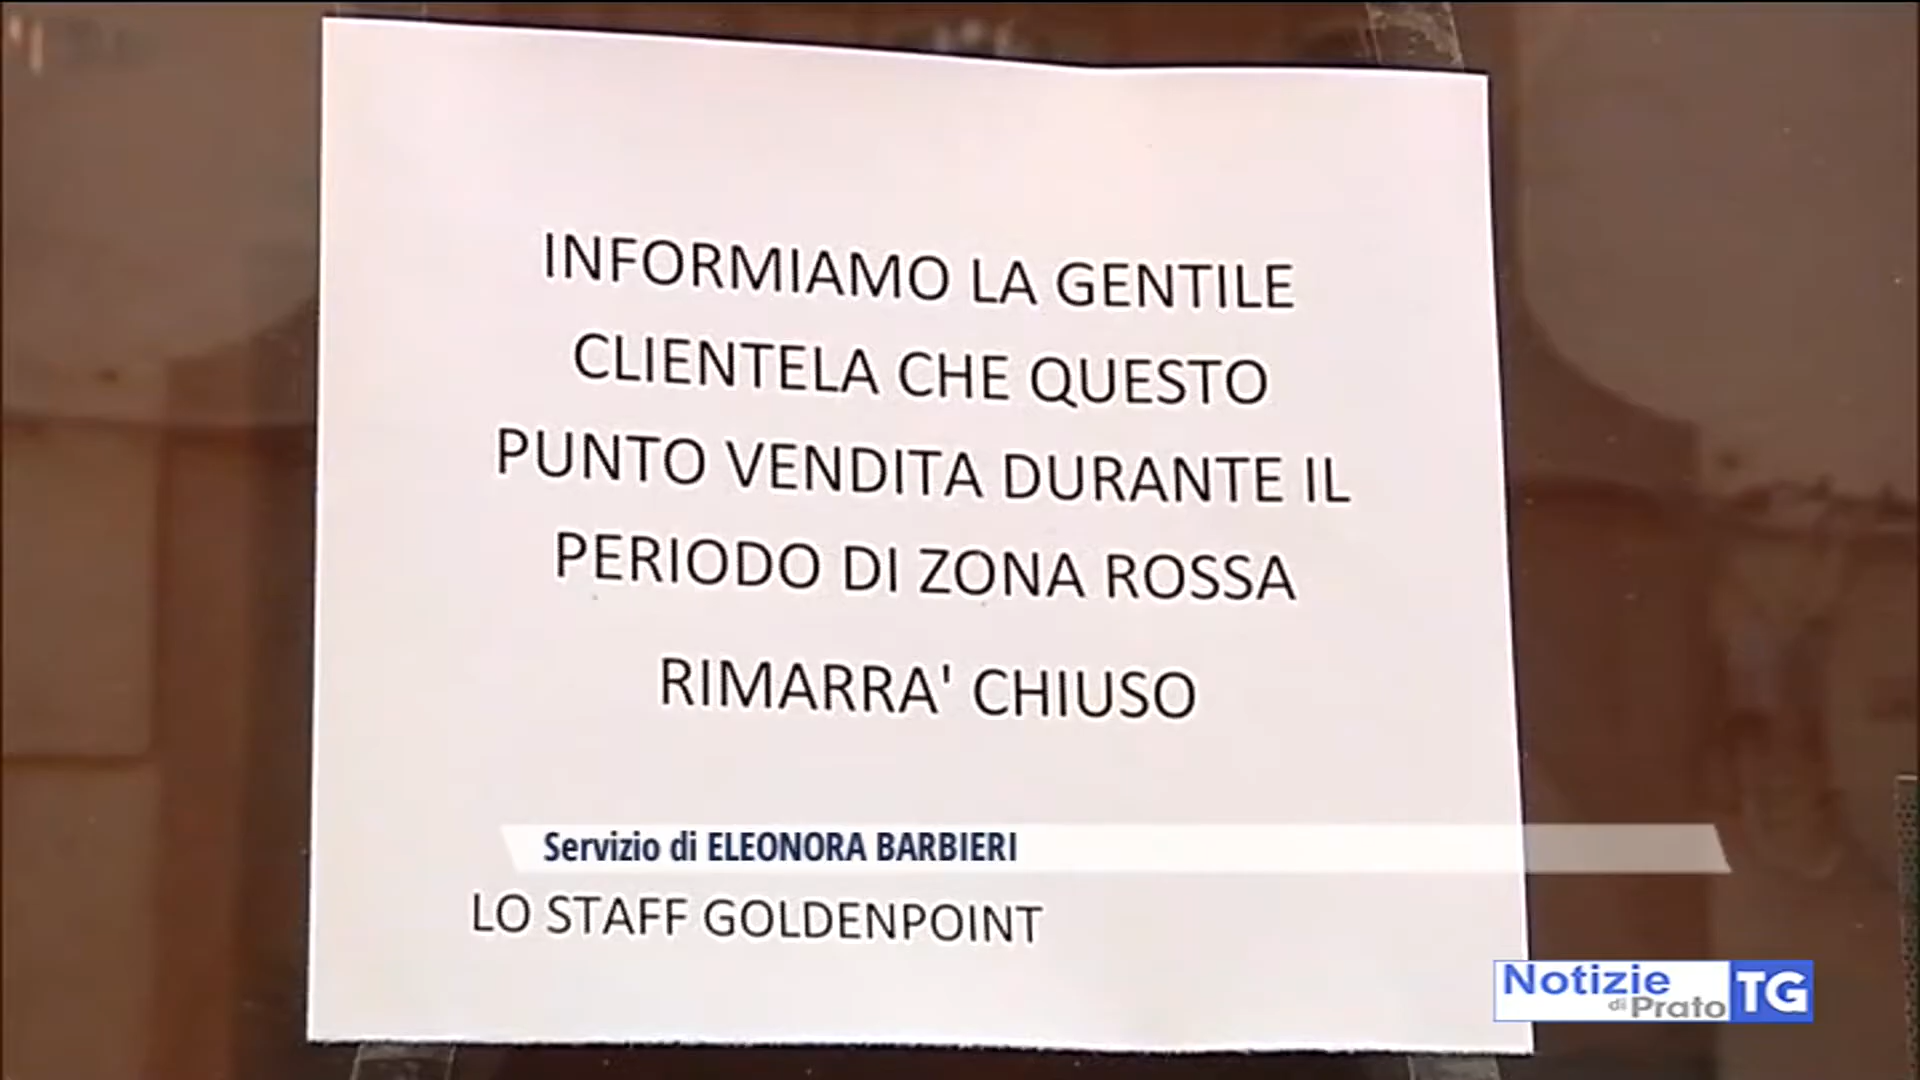 INFORMIAMO LA GENTILE
CLIENTELA CHE QUESTO
PUNTO VENDITA DURANTE IL
PERIODO DI ZONA ROSSA
RIMARRA' CHIUSO
Servizio di ELEONORA BARBIERI
LO STAFF GOLDENPOINT
Notizie
di Prato TG